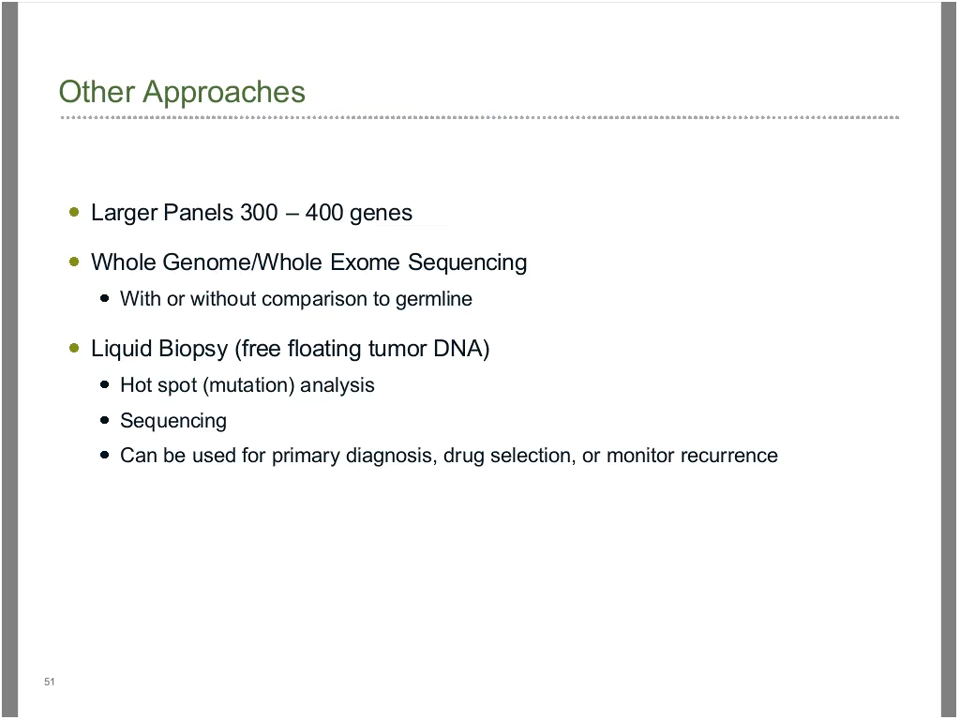 Other Approaches
• Larger Panels 300 – 400 genes
• Whole Genome/Whole Exome Sequencing
• With or without comparison to germline
• Liquid Biopsy (free floating tumor DNA)
• Hot spot (mutation) analysis
• Sequencing
• Can be used for primary diagnosis, drug selection, or monitor recurrence
51